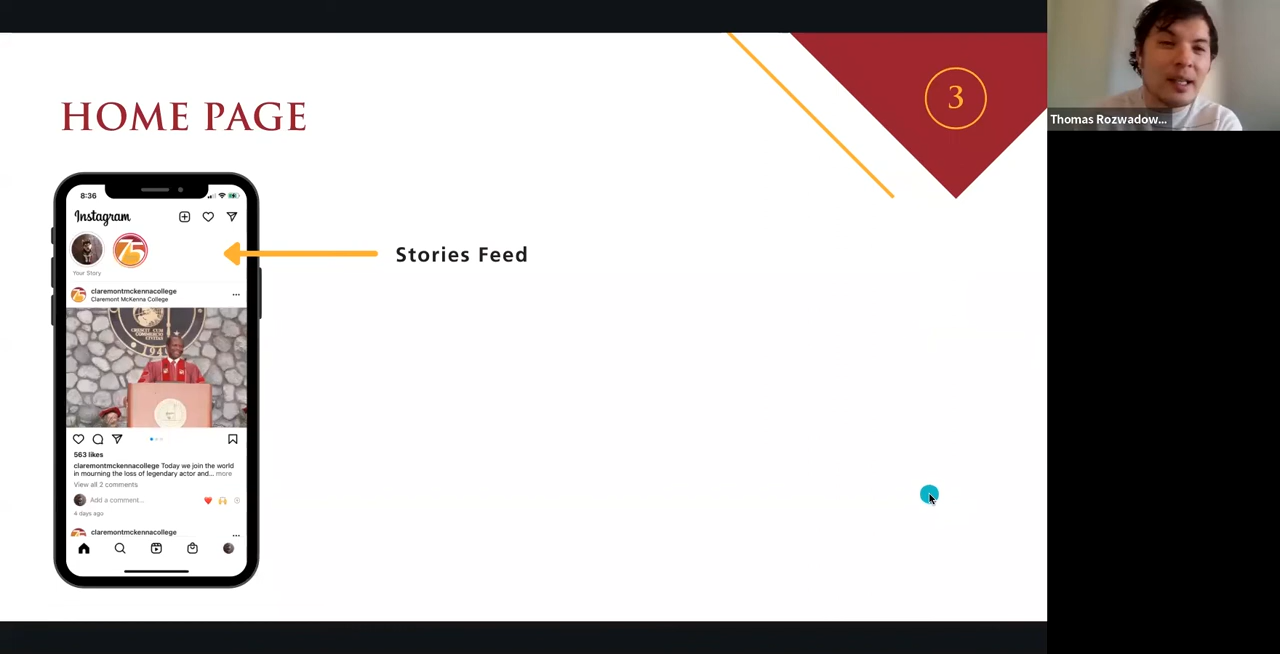 HOME PAGE
3
Thomas Rozwadow...
8:36
Instagram
75
Your Story
Stories Feed
claremontmckennacollege
Claremont McKenna College
563 likes
claremontmckennacollege Today we join the world
in mourning the loss of legendary actor and... more
View all 2 comments
Add a comment...
4 days ago
claremontmckennacollege